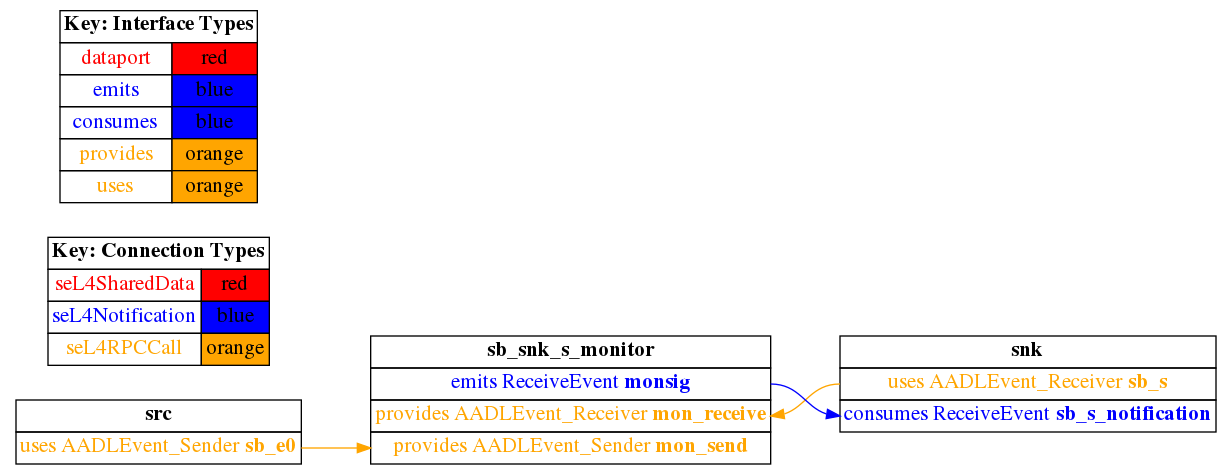 Key: Interface Types
dataport red
emits blue
consumes blue
provides orange
uses orange
Key: Connection Types
seL4SharedData red
seL4Notification blue
seL4RPCCall orange
src
uses AADLEvent_Sender sb_e0
sb_snk_s_monitor
emits ReceiveEvent monsig
provides AADLEvent_Receiver mon_receive
provides AADLEvent_Sender mon_send
snk
uses AADLEvent_Receiver sb_s
consumes ReceiveEvent sb_s_notification